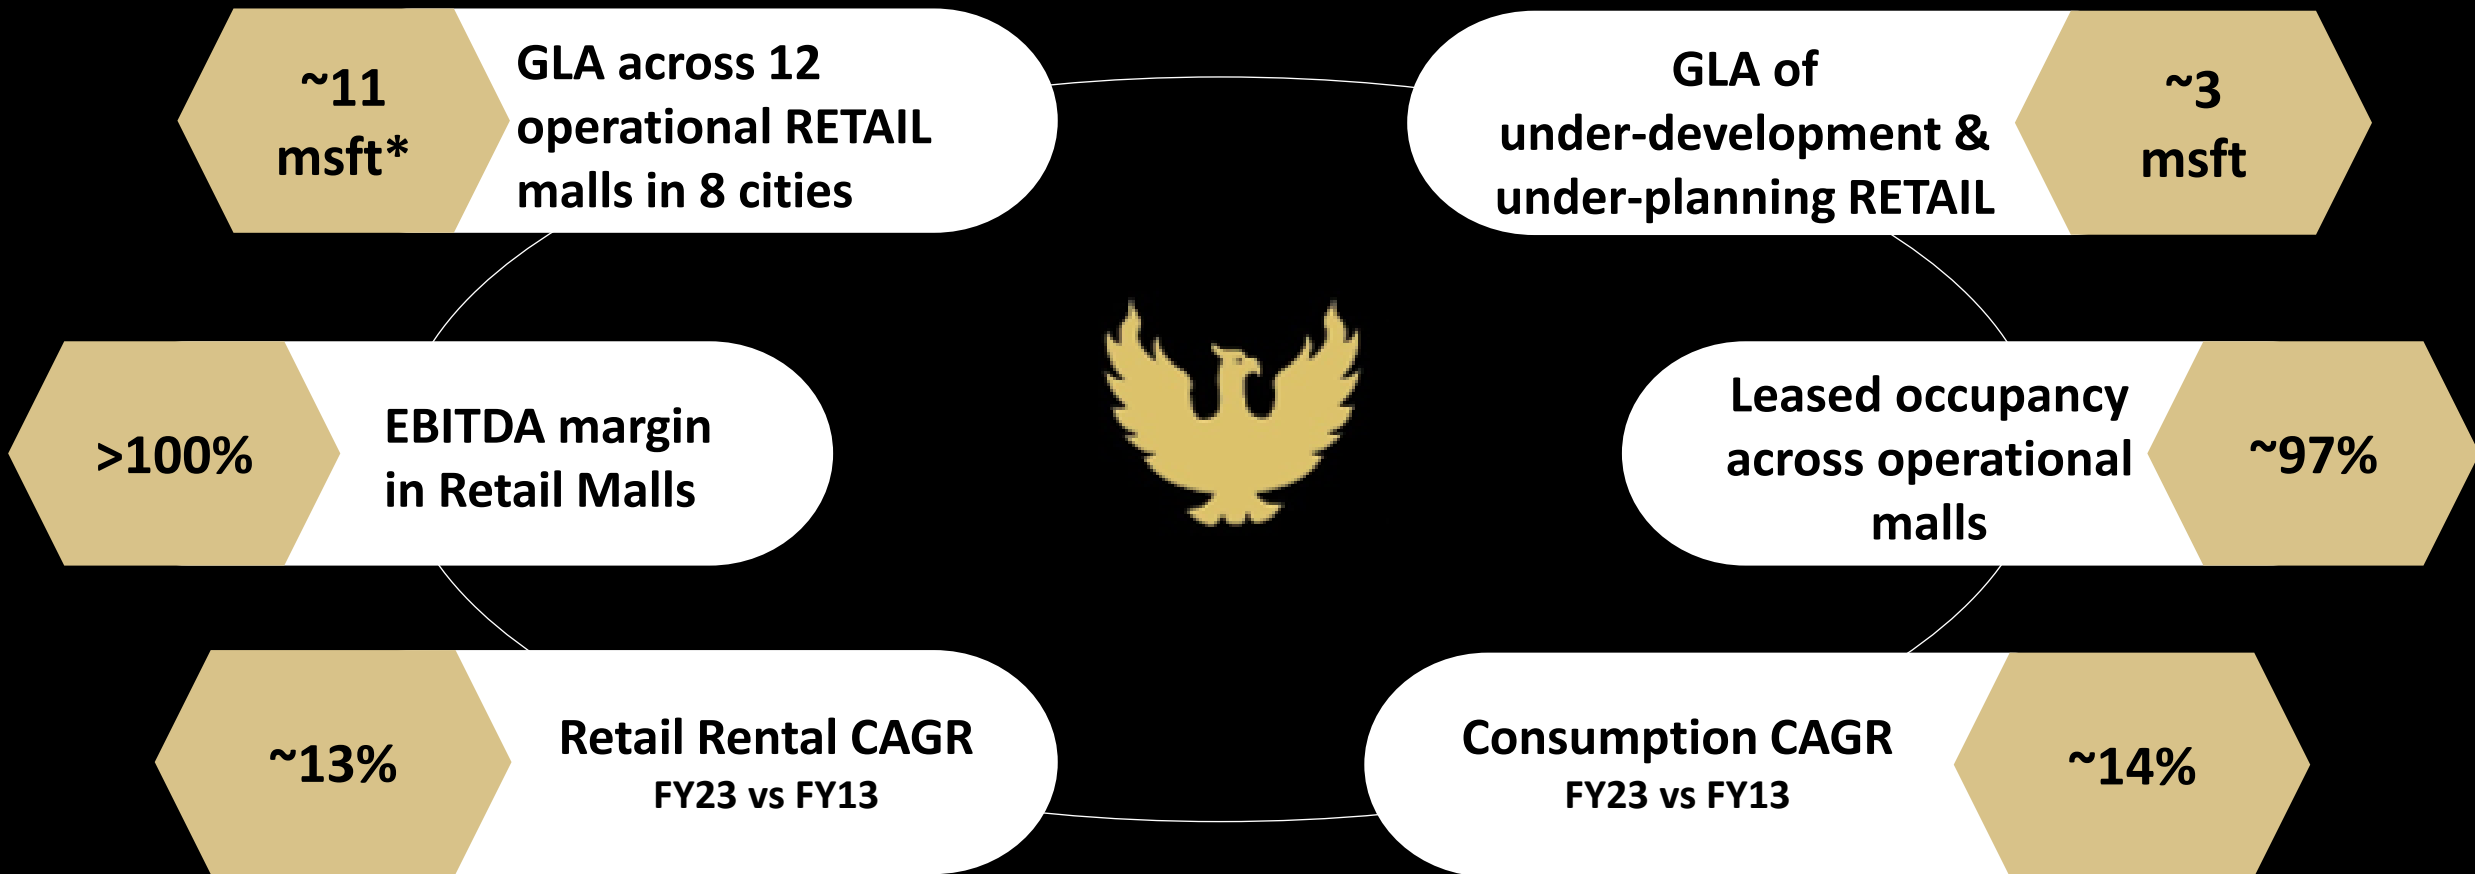 ~11
msft*
GLA across 12
operational RETAIL
malls in 8 cities
GLA of
under-development &
under-planning RETAIL
~3
msft
>100%
EBITDA margin
in Retail Malls
Leased occupancy
across operational
malls
~97%
~13%
Retail Rental CAGR
FY23 vs FY13
Consumption CAGR
FY23 vs FY13
~14%